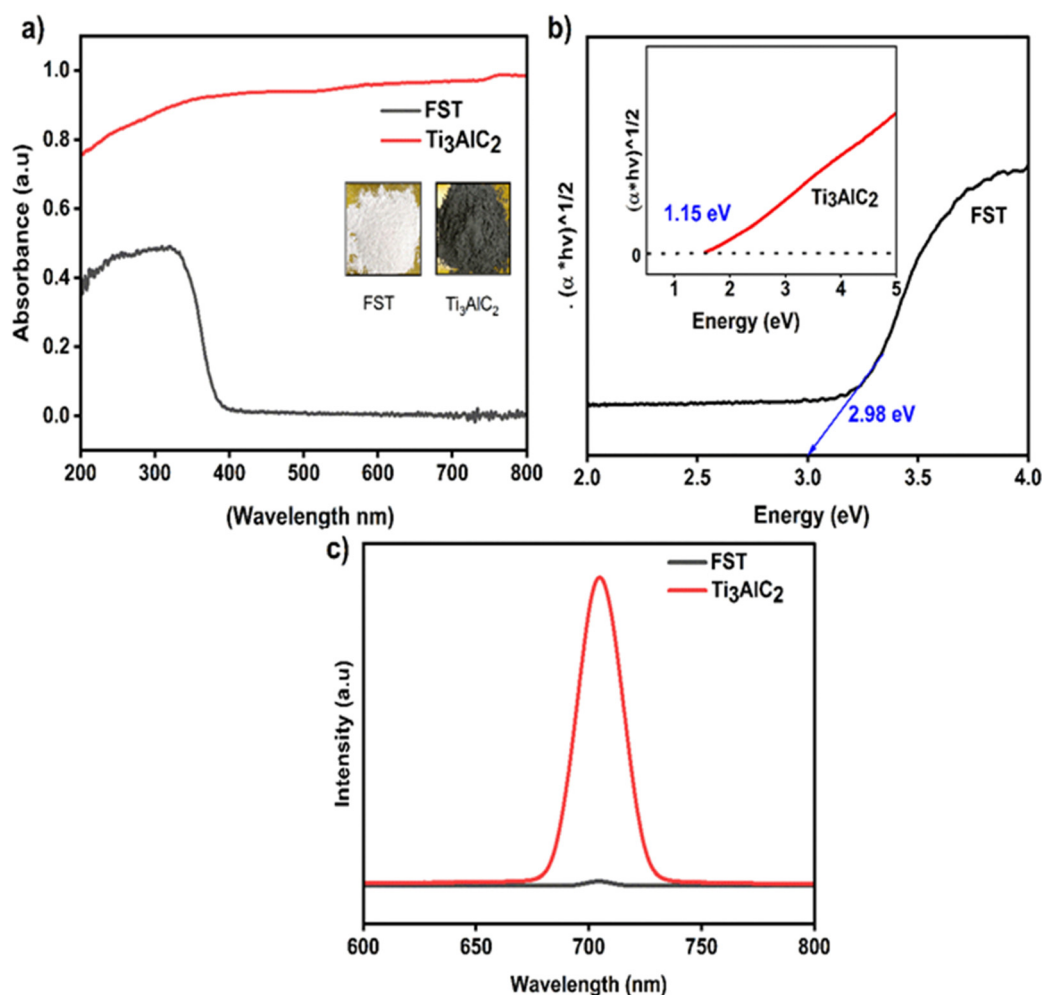 a)
1.0
0.8
0.6
0.4
0.2
0.0
Absorbance (a.u)
FST
Ti₃AlC₂
FST
Ti₃AlC₂
200 300 400 500 600 700 800
(Wavelength nm)
b)
. (α *hν)^1/2
(α*hν)^1/2
1.15 eV
Ti₃AlC₂
0
1 2 3 4 5
Energy (eV)
FST
2.98 eV
2.0 2.5 3.0 3.5 4.0
Energy (eV)
c)
FST
Ti₃AlC₂
Intensity (a.u)
600 650 700 750 800
Wavelength (nm)